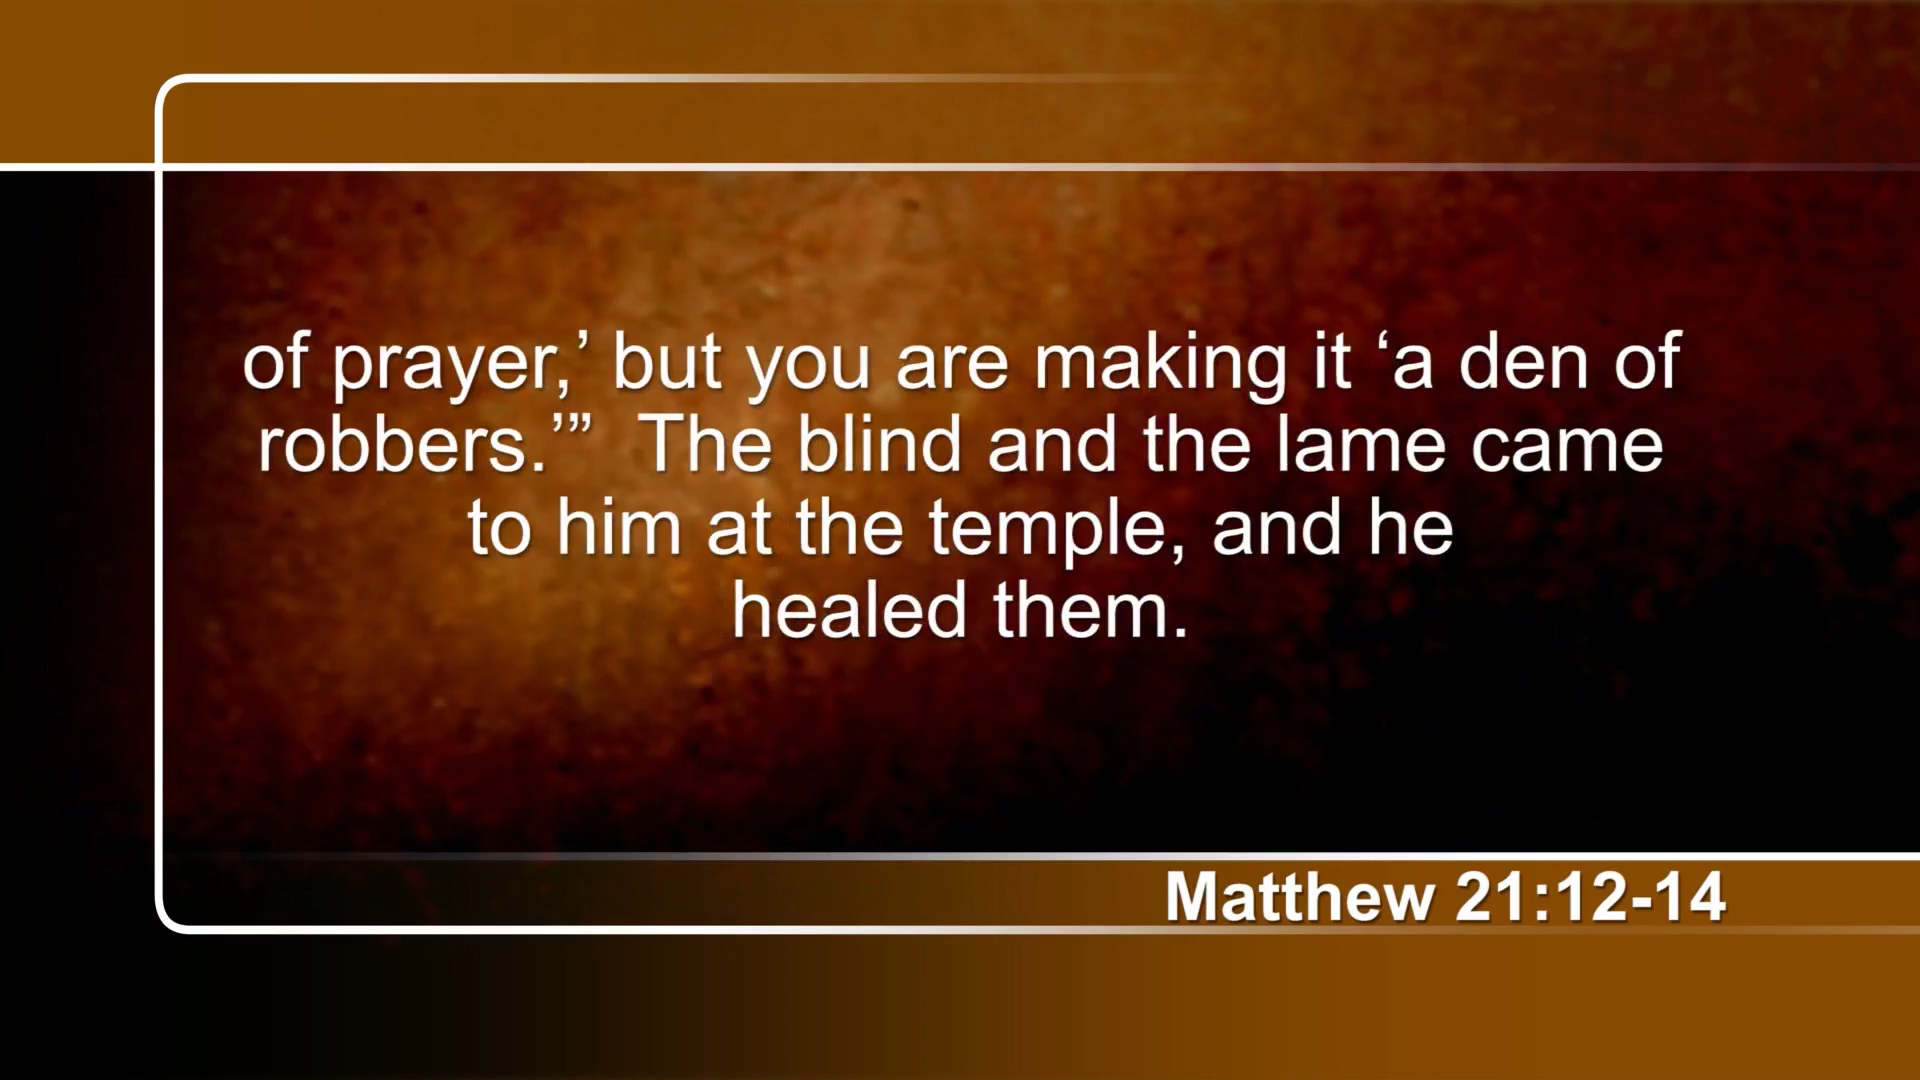 of prayer,’ but you are making it ‘a den of
robbers.’”  The blind and the lame came
to him at the temple, and he
healed them.
Matthew 21:12-14